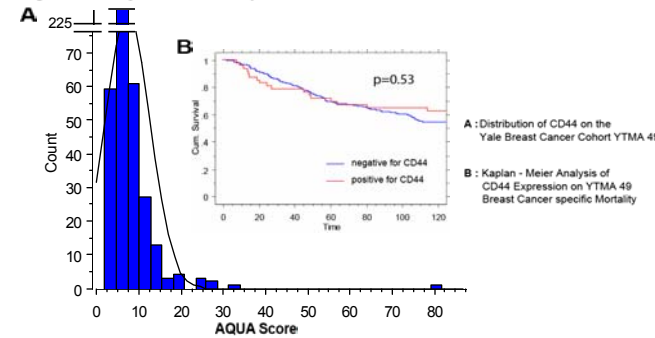 A
225
70
60
50
40
30
20
10
0
Count
0 10 20 30 40 50 60 70 80
AQUA Score
B
1
.8
.6
.4
.2
0
Cum. Survival
p=0.53
negative for CD44
positive for CD44
0 20 40 60 80 100 120
Time
A : Distribution of CD44 on the
Yale Breast Cancer Cohort YTMA
B : Kaplan - Meier Analysis of
CD44 Expression on YTMA 49
Breast Cancer specific Mortality